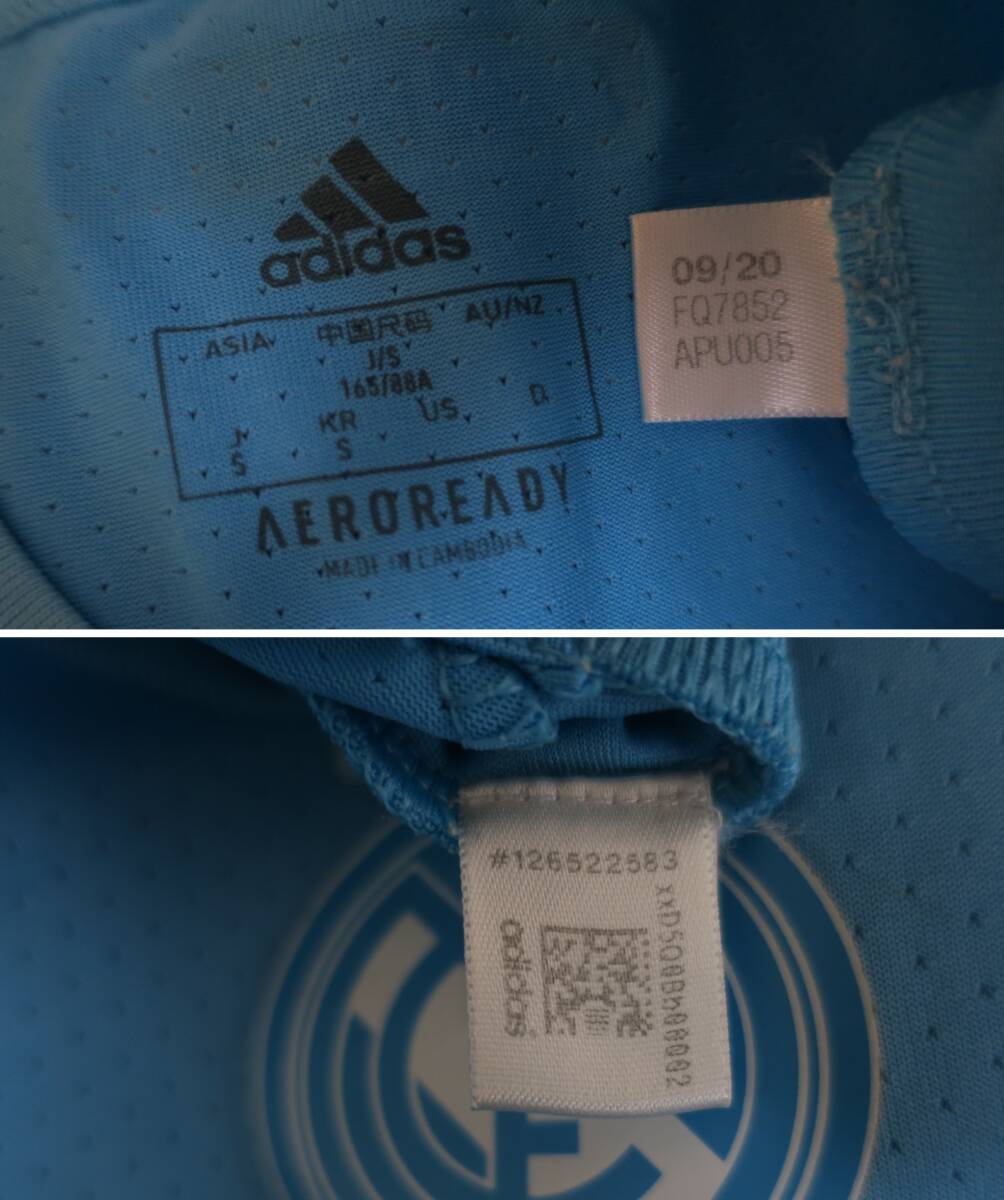 adidas
ASIA 中国尺码 AU/NZ
J/S
165/88A
J KR US D
S S
AEROREADY
MADE IN CAMBODIA
09/20
FQ7852
APU005
#126522583
adidas